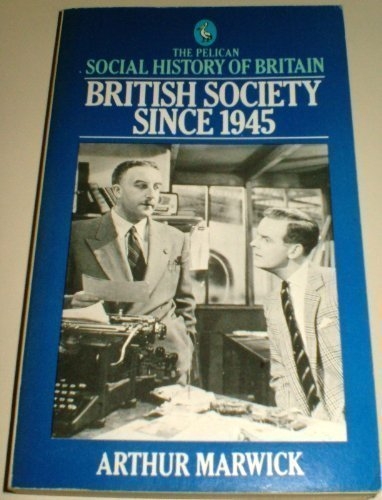 THE PELICAN
SOCIAL HISTORY OF BRITAIN
BRITISH SOCIETY
SINCE 1945
ARTHUR MARWICK